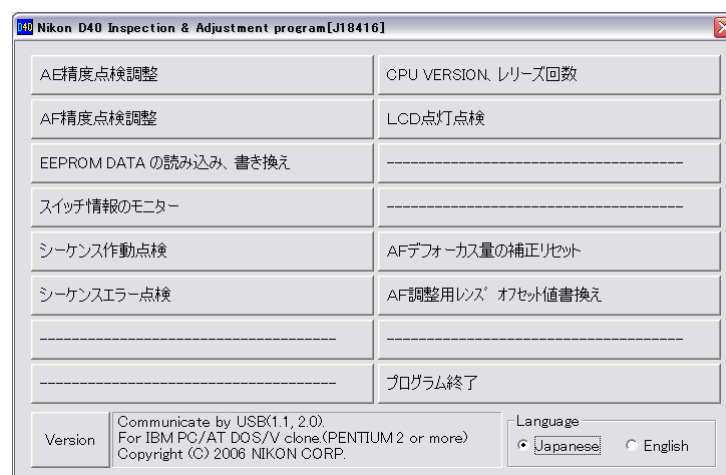 D40 Nikon D40 Inspection & Adjustment program[J18416]
AE精度点検調整
CPU VERSION、レリーズ回数
AF精度点検調整
LCD点灯点検
EEPROM DATA の読み込み、書き換え
-------------------------------------
スイッチ情報のモニター
-------------------------------------
シーケンス作動点検
AFデフォーカス量の補正リセット
シーケンスエラー点検
AF調整用レンズ オフセット値書換え
-------------------------------------
-------------------------------------
-------------------------------------
プログラム終了
Version
Communicate by USB(1.1, 2.0).
For IBM PC/AT DOS/V clone.(PENTIUM 2 or more)
Copyright (C) 2006 NIKON CORP.
Language
Japanese
English